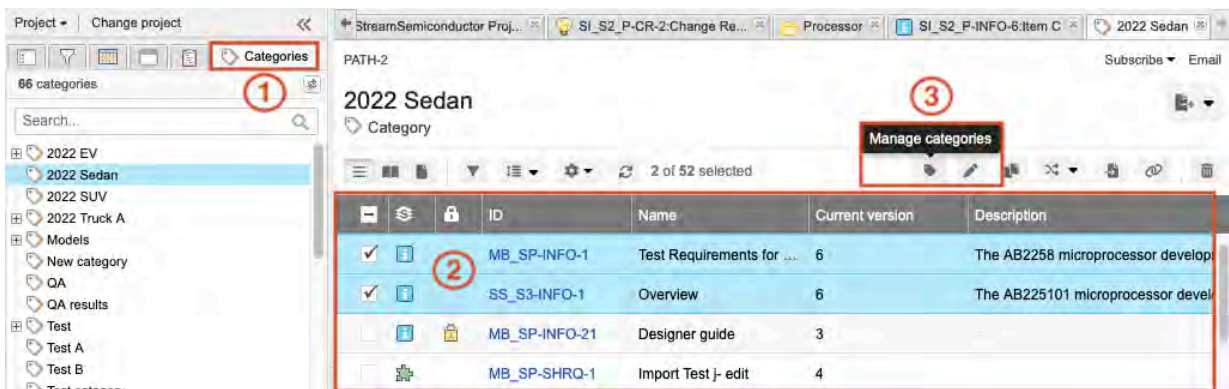 Project Change project
StreamSemiconductor Proj... SI_S2_P-CR-2:Change Re... Processor SI_S2_P-INFO-6:Item C 2022 Sedan
Categories
66 categories
1
Search...
2022 EV
2022 Sedan
2022 SUV
2022 Truck A
Models
New category
QA
QA results
Test
Test A
Test B
PATH-2
Subscribe Email
2022 Sedan
Category
3
Manage categories
2 of 52 selected
ID Name Current version Description
MB_SP-INFO-1 Test Requirements for ... 6 The AB2258 microprocessor develop
2
SS_S3-INFO-1 Overview 6 The AB225101 microprocessor devel
MB_SP-INFO-21 Designer guide 3
MB_SP-SHRQ-1 Import Test j- edit 4